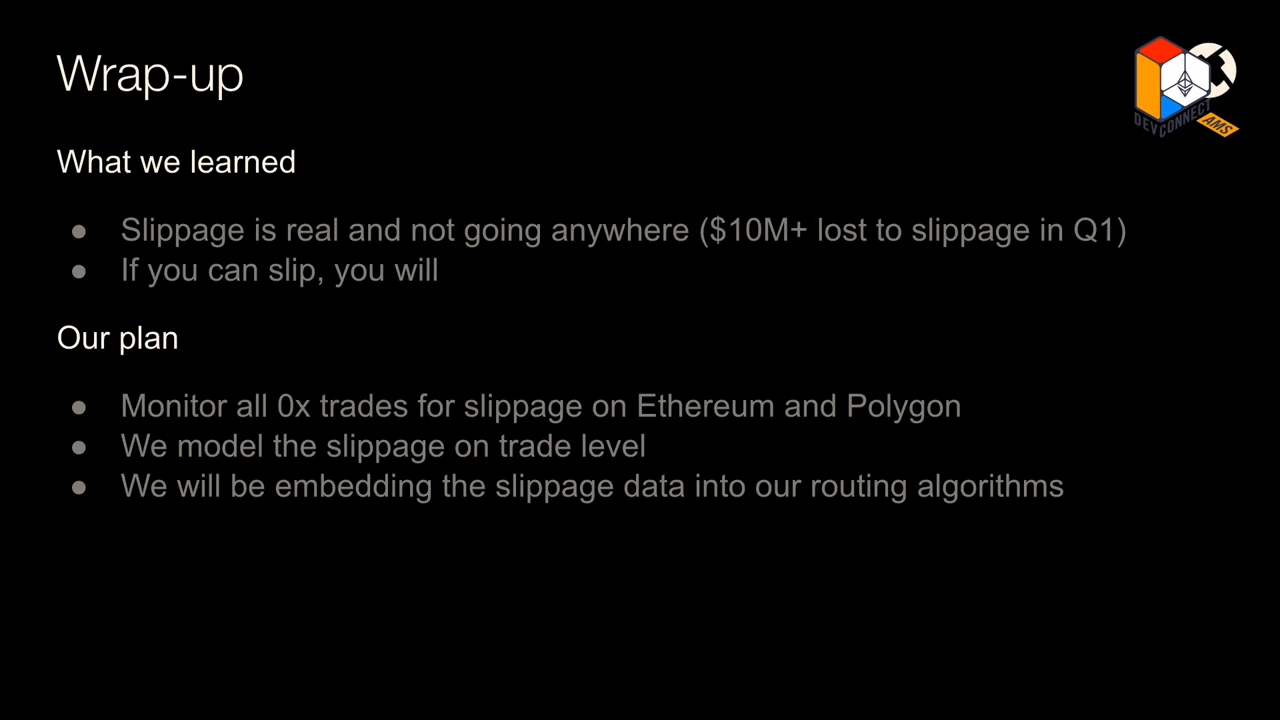 Wrap-up
DEVCONNECT
AMS
What we learned
● Slippage is real and not going anywhere ($10M+ lost to slippage in Q1)
● If you can slip, you will
Our plan
● Monitor all 0x trades for slippage on Ethereum and Polygon
● We model the slippage on trade level
● We will be embedding the slippage data into our routing algorithms